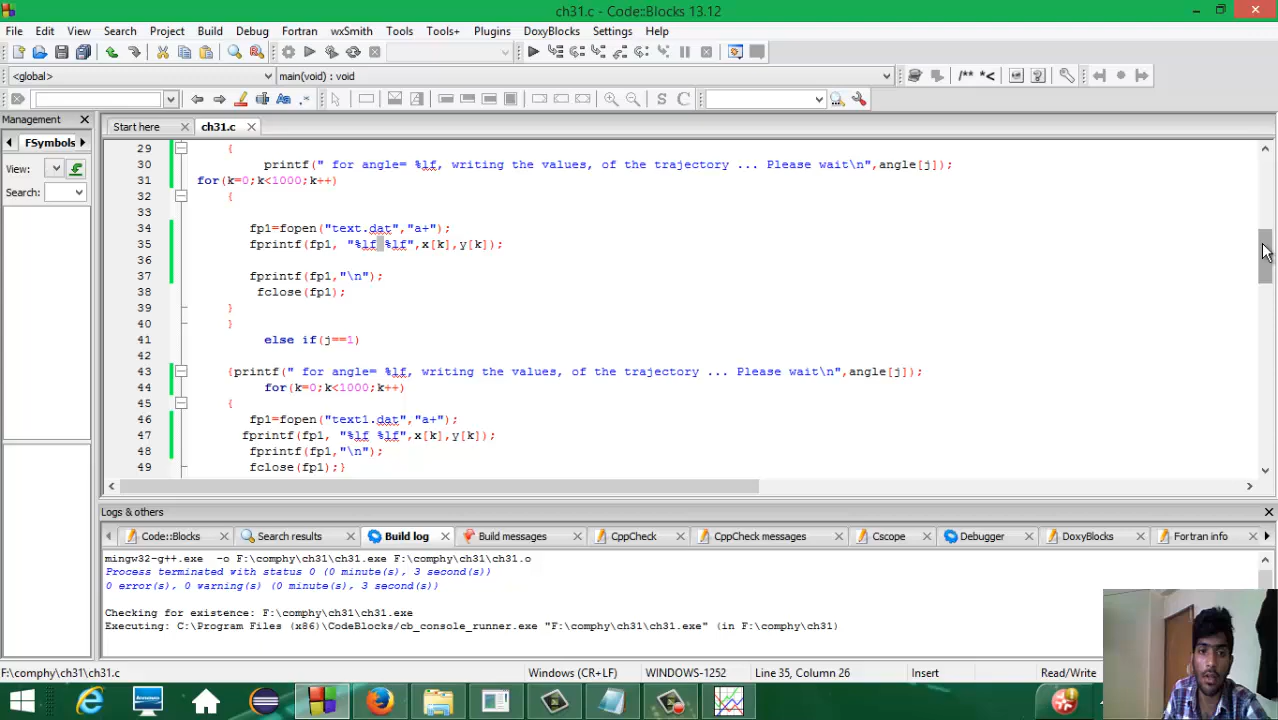 ch31.c - Code::Blocks 13.12
File Edit View Search Project Build Debug Fortran wxSmith Tools Tools+ Plugins DoxyBlocks Settings Help
<global> main(void) : void
Management Start here ch31.c
FSymbols
View:
Search:
29 {
30 printf(" for angle= %lf, writing the values, of the trajectory ... Please wait\n",angle[j]);
31 for(k=0;k<1000;k++)
32 {
33
34 fp1=fopen("text.dat","a+");
35 fprintf(fp1, "%lf %lf",x[k],y[k]);
36
37 fprintf(fp1,"\n");
38 fclose(fp1);
39 }
40 }
41 else if(j==1)
42
43 {printf(" for angle= %lf, writing the values, of the trajectory ... Please wait\n",angle[j]);
44 for(k=0;k<1000;k++)
45 {
46 fp1=fopen("text1.dat","a+");
47 fprintf(fp1, "%lf %lf",x[k],y[k]);
48 fprintf(fp1,"\n");
49 fclose(fp1);}
Logs & others
Code::Blocks Search results Build log Build messages CppCheck CppCheck messages Cscope Debugger DoxyBlocks Fortran info
mingw32-g++.exe -o F:\comphy\ch31\ch31.exe F:\comphy\ch31\ch31.o
Process terminated with status 0 (0 minute(s), 3 second(s))
0 error(s), 0 warning(s) (0 minute(s), 3 second(s))
Checking for existence: F:\comphy\ch31\ch31.exe
Executing: C:\Program Files (x86)\CodeBlocks/cb_console_runner.exe "F:\comphy\ch31\ch31.exe" (in F:\comphy\ch31)
F:\comphy\ch31\ch31.c Windows (CR+LF) WINDOWS-1252 Line 35, Column 26 Insert Read/Write